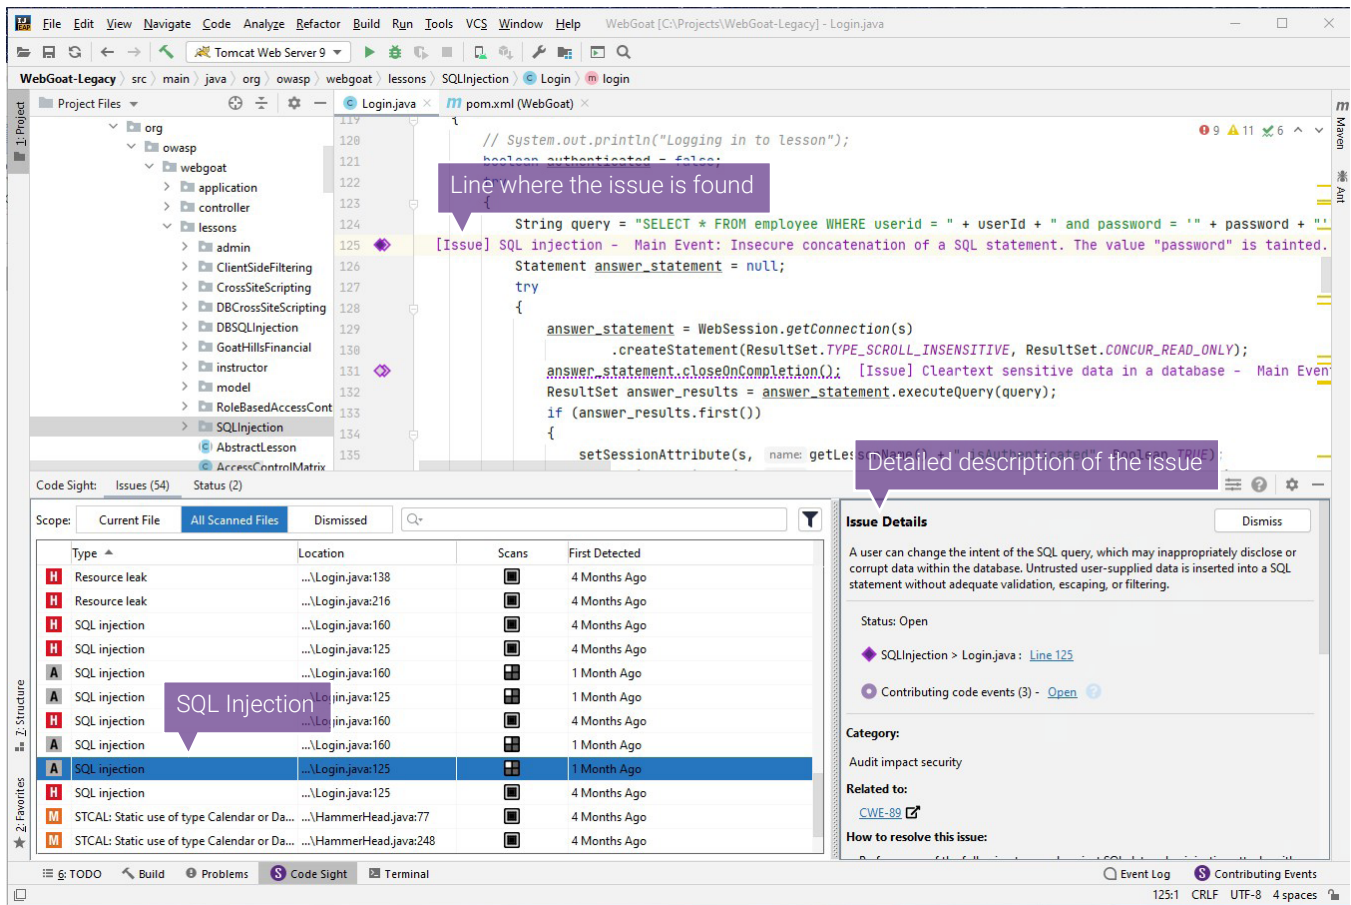 File Edit View Navigate Code Analyze Refactor Build Run Tools VCS Window Help WebGoat [C:\Projects\WebGoat-Legacy] - Login.java
Tomcat Web Server 9
WebGoat-Legacy src main java org owasp webgoat lessons SQLInjection Login login
1: Project
Project Files
Login.java
pom.xml (WebGoat)
Maven
Ant
org
owasp
webgoat
application
controller
lessons
admin
ClientSideFiltering
CrossSiteScripting
DBCrossSiteScripting
DBSQLInjection
GoatHillsFinancial
instructor
model
RoleBasedAccessCont
SQLInjection
AbstractLesson
AccessControlMatrix
9 11 6
119 {
120 // System.out.println("Logging in to lesson");
121 boolean authenticated = false;
122 try
Line where the issue is found
123 {
124 String query = "SELECT * FROM employee WHERE userid = " + userId + " and password = '" + password + "'
125 [Issue] SQL injection - Main Event: Insecure concatenation of a SQL statement. The value "password" is tainted.
126 Statement answer_statement = null;
127 try
128 {
129 answer_statement = WebSession.getConnection(s)
130 .createStatement(ResultSet.TYPE_SCROLL_INSENSITIVE, ResultSet.CONCUR_READ_ONLY);
131 answer_statement.closeOnCompletion(); [Issue] Cleartext sensitive data in a database - Main Even
132 ResultSet answer_results = answer_statement.executeQuery(query);
133 if (answer_results.first())
134 {
135 setSessionAttribute(s, name: getLessonName() + ".isAuthenticated", Boolean.TRUE)
Detailed description of the issue
Code Sight: Issues (54) Status (2)
Scope: Current File All Scanned Files Dismissed
Type Location Scans First Detected
H Resource leak ...\Login.java:138 4 Months Ago
H Resource leak ...\Login.java:216 4 Months Ago
H SQL injection ...\Login.java:160 4 Months Ago
H SQL injection ...\Login.java:125 4 Months Ago
A SQL injection ...\Login.java:160 1 Month Ago
A SQL injection ...\Login.java:125 1 Month Ago
SQL Injection
H SQL injection ...\Login.java:160 4 Months Ago
A SQL injection ...\Login.java:160 1 Month Ago
A SQL injection ...\Login.java:125 1 Month Ago
H SQL injection ...\Login.java:125 4 Months Ago
M STCAL: Static use of type Calendar or Da... ...\HammerHead.java:77 4 Months Ago
M STCAL: Static use of type Calendar or Da... ...\HammerHead.java:248 4 Months Ago
Issue Details
Dismiss
A user can change the intent of the SQL query, which may inappropriately disclose or
corrupt data within the database. Untrusted user-supplied data is inserted into a SQL
statement without adequate validation, escaping, or filtering.
Status: Open
SQLInjection > Login.java : Line 125
Contributing code events (3) - Open ?
Category:
Audit impact security
Related to:
CWE-89
How to resolve this issue:
7: Structure
2: Favorites
6: TODO Build Problems Code Sight Terminal Event Log Contributing Events
125:1 CRLF UTF-8 4 spaces